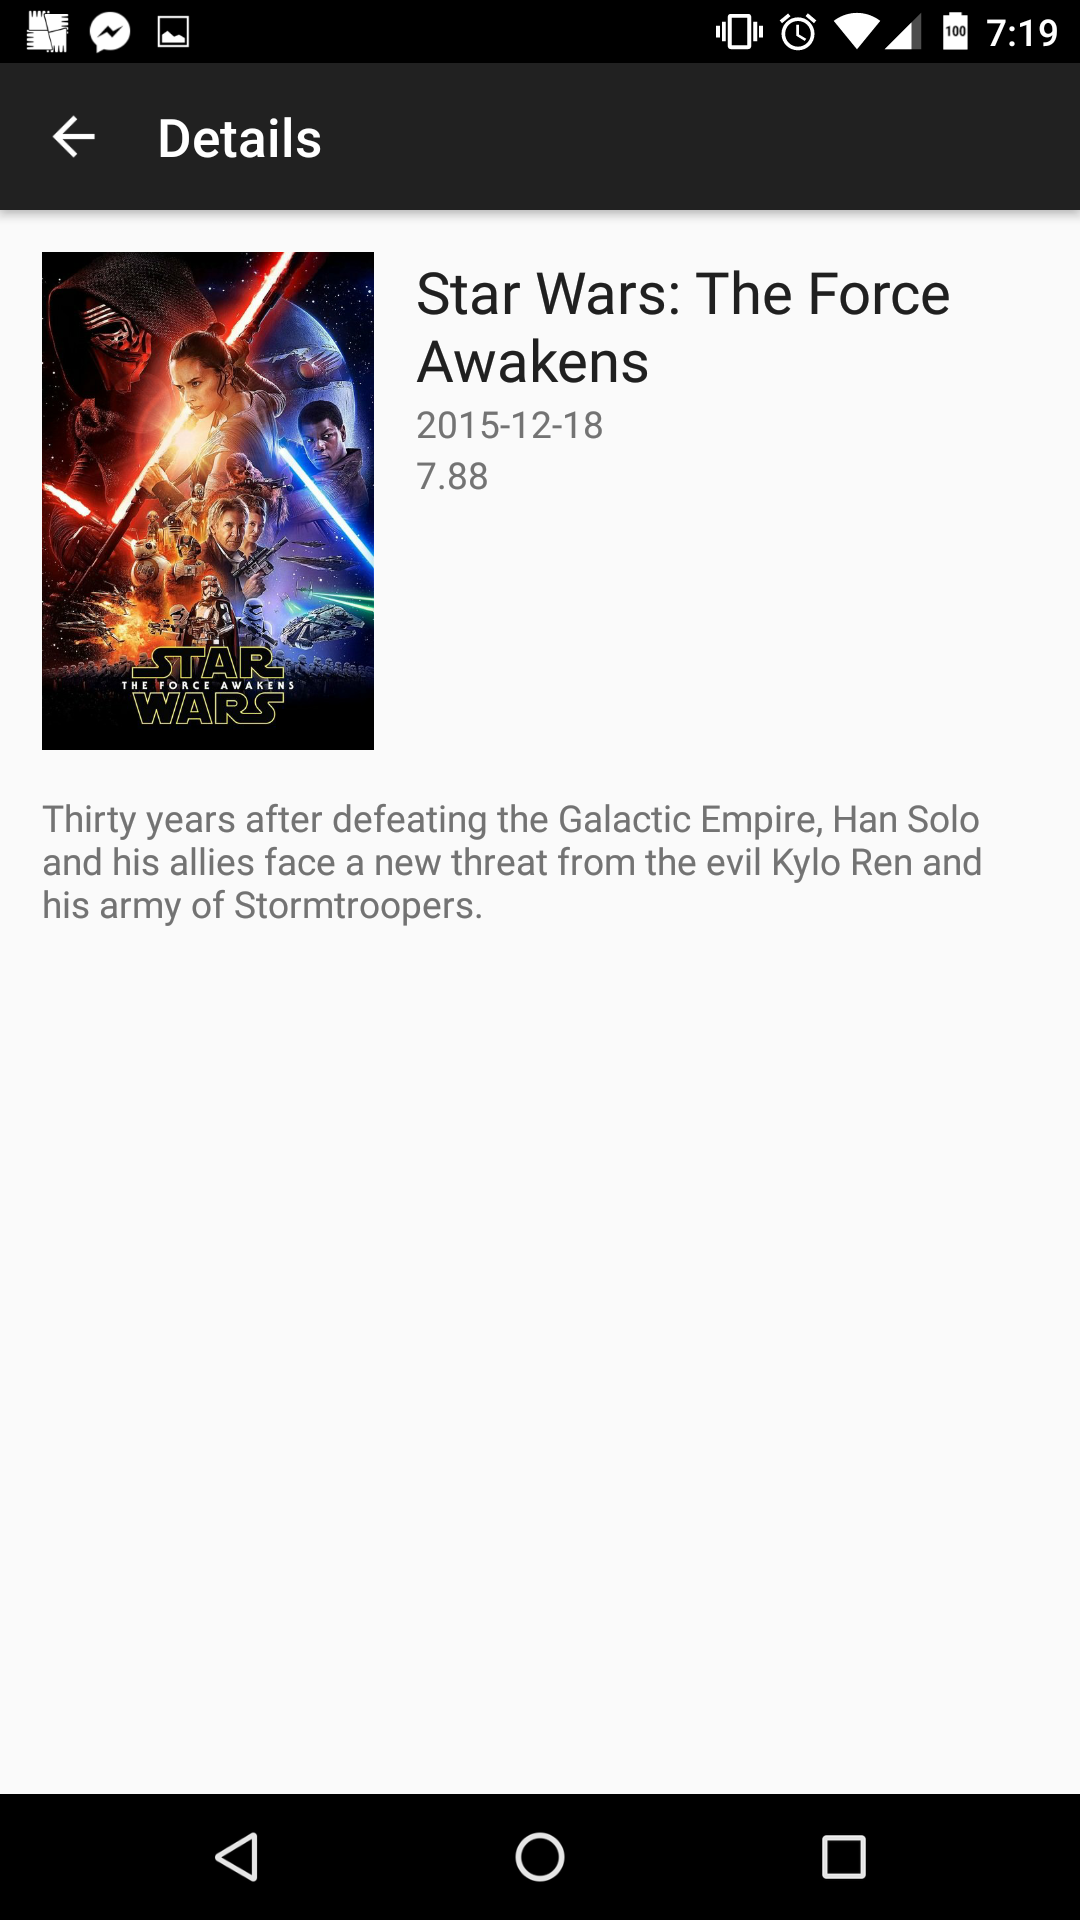 100 7:19
Details
Star Wars: The Force
Awakens
2015-12-18
7.88
STAR
THE FORCE AWAKENS
WARS
Thirty years after defeating the Galactic Empire, Han Solo
and his allies face a new threat from the evil Kylo Ren and
his army of Stormtroopers.